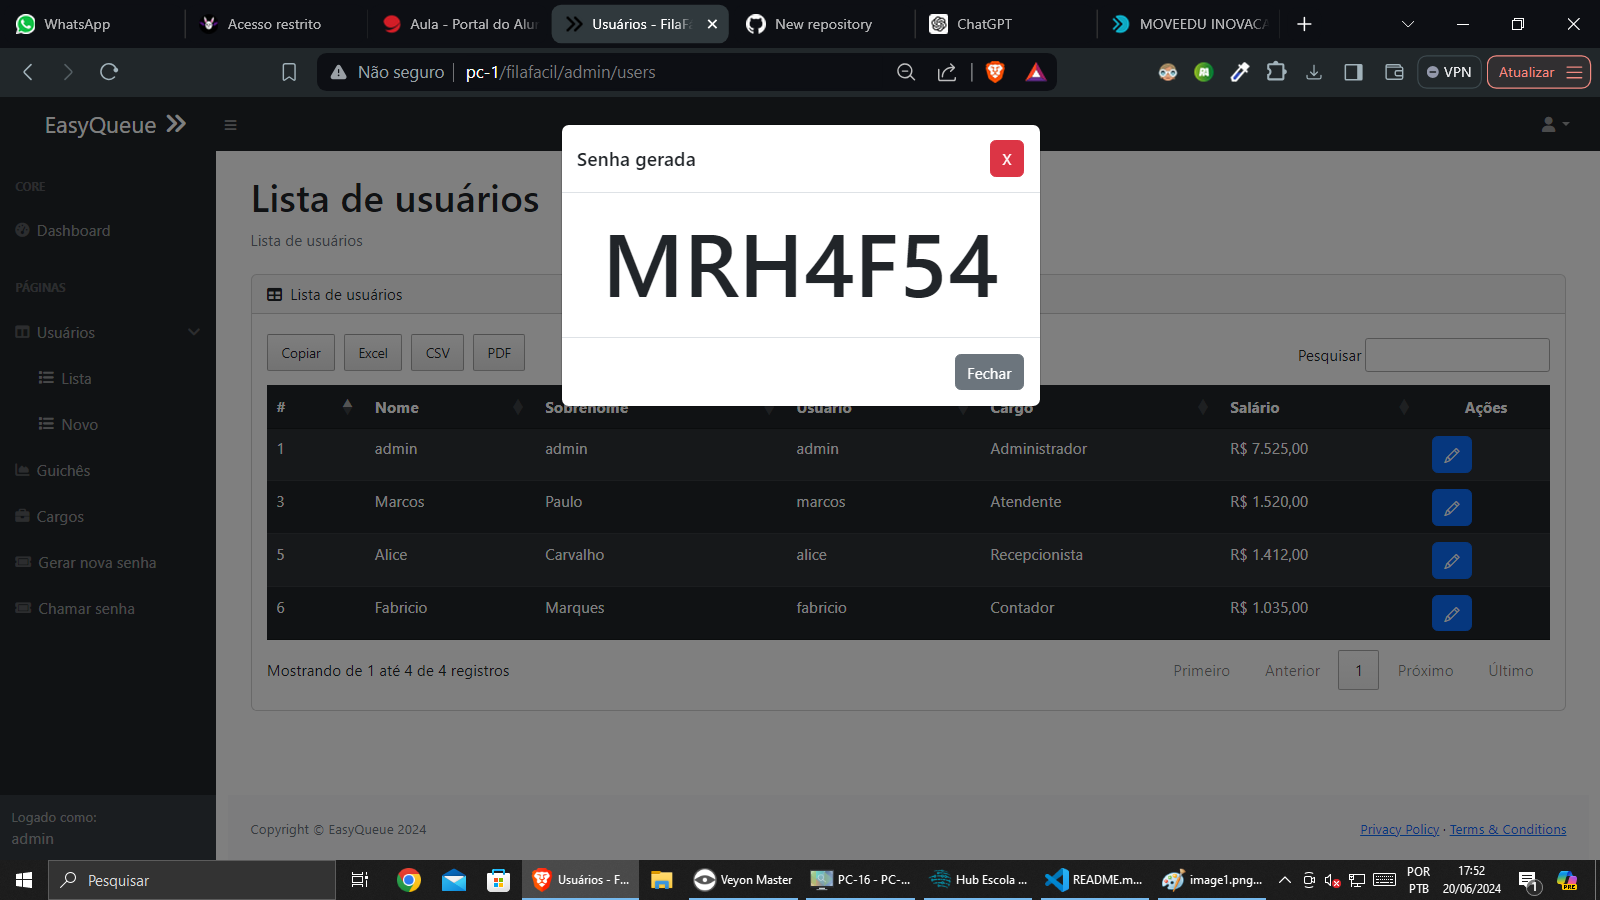 WhatsApp
Acesso restrito
Aula - Portal do Alun
Usuários - FilaFá
New repository
ChatGPT
MOVEEDU INOVACA
Não seguro
pc-1/filafacil/admin/users
VPN
Atualizar
EasyQueue
CORE
Dashboard
PÁGINAS
Usuários
Lista
Novo
Guichês
Cargos
Gerar nova senha
Chamar senha
Logado como:
admin
Lista de usuários
Lista de usuários
Lista de usuários
Senha gerada
X
MRH4F54
Fechar
Copiar
Excel
CSV
PDF
Pesquisar
# Nome Sobrenome Usuário Cargo Salário Ações
1 admin admin admin Administrador R$ 7.525,00
3 Marcos Paulo marcos Atendente R$ 1.520,00
5 Alice Carvalho alice Recepcionista R$ 1.412,00
6 Fabricio Marques fabricio Contador R$ 1.035,00
Mostrando de 1 até 4 de 4 registros
Primeiro Anterior 1 Próximo Último
Copyright © EasyQueue 2024
Privacy Policy · Terms & Conditions
Pesquisar
Usuários - F...
Veyon Master
PC-16 - PC-...
Hub Escola ...
README.m...
image1.png...
POR
PTB
17:52
20/06/2024
1
PRE